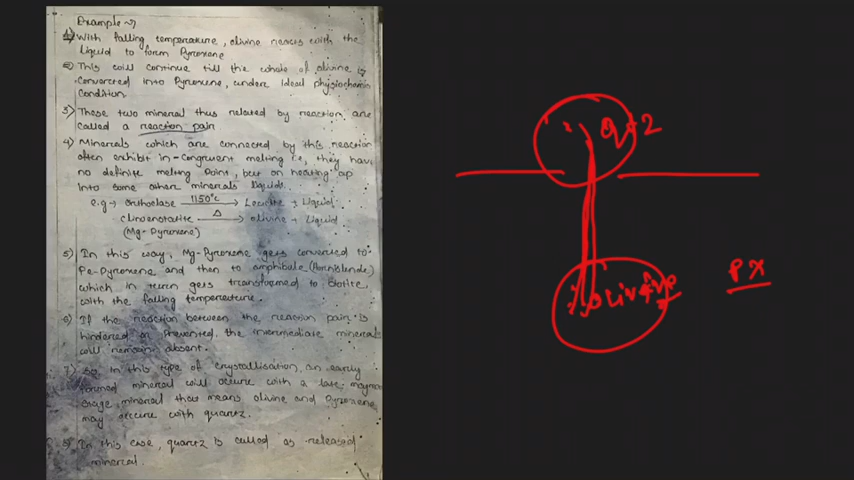 Example ~)
1) With falling temperature, olivine reacts with the
liquid to form Pyroxene
2) This will continue till the whole of olivine is
converted into Pyroxene, under Ideal physiochemic
condition
3) These two mineral thus related by reaction are
called a reaction pair
4) Minerals which are connected by this reaction
often exhibit in-congruent melting i.e, they have
no definite melting Point, but on heating up
into some other minerals liquids.
e.g → Orthoclase 1150°C → Leucite + Liquid
clinoenstatite Δ → olivine + Liquid
(Mg-Pyroxene)
5) In this way, Mg-Pyroxene gets converted to
Fe-Pyroxene and then to amphibule (Hornblende)
which in turn gets transformed to Biotite
with the falling temperature.
6) If the reaction between the reaction pair is
hindered or Prevented, the intermediate mineral
will remain absent.
7) So in this type of crystallisation, an early
formed mineral will occure with a late magma
stage, mineral that means olivine and Pyroxene
may occure with quartz.
8) In this case, quartz is called as released
mineral.
Q+2
Olivine
PX